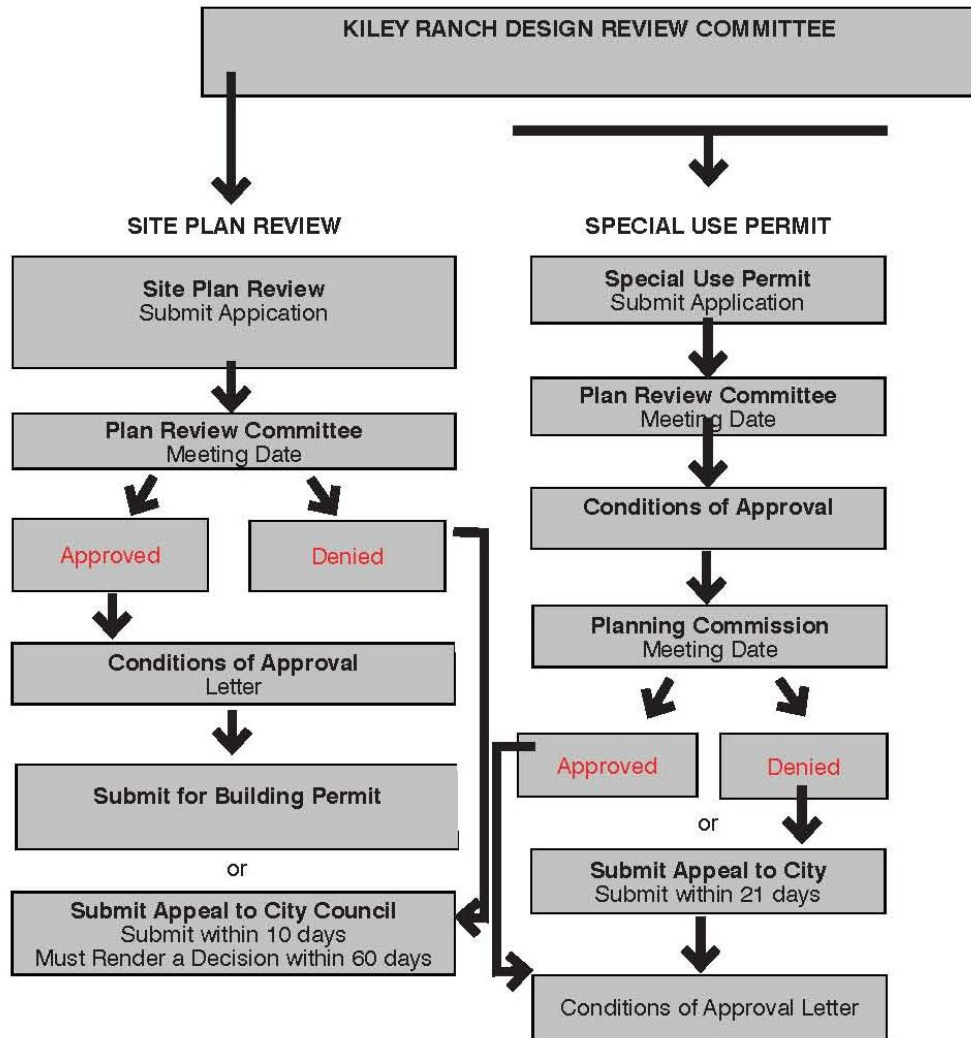 KILEY RANCH DESIGN REVIEW COMMITTEE
SITE PLAN REVIEW
Site Plan Review
Submit Appication
Plan Review Committee
Meeting Date
Approved
Denied
Conditions of Approval
Letter
Submit for Building Permit
or
Submit Appeal to City Council
Submit within 10 days
Must Render a Decision within 60 days
SPECIAL USE PERMIT
Special Use Permit
Submit Application
Plan Review Committee
Meeting Date
Conditions of Approval
Planning Commission
Meeting Date
Approved
Denied
or
Submit Appeal to City
Submit within 21 days
Conditions of Approval Letter